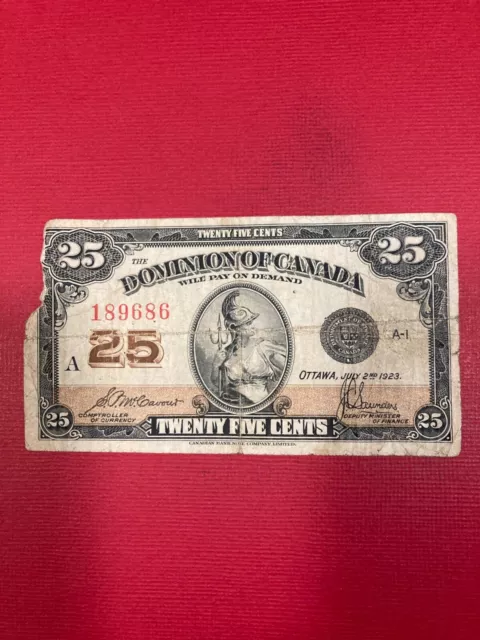 TWENTY FIVE CENTS
25 25
THE
DOMINION OF CANADA
WILL PAY ON DEMAND
189686
A 25
A-1
OTTAWA, JULY 2ND 1923.
COMPTROLLER
OF CURRENCY
J.C. Saunders
DEPUTY MINISTER
OF FINANCE.
25 25
TWENTY FIVE CENTS
CANADIAN BANK NOTE COMPANY, LIMITED.